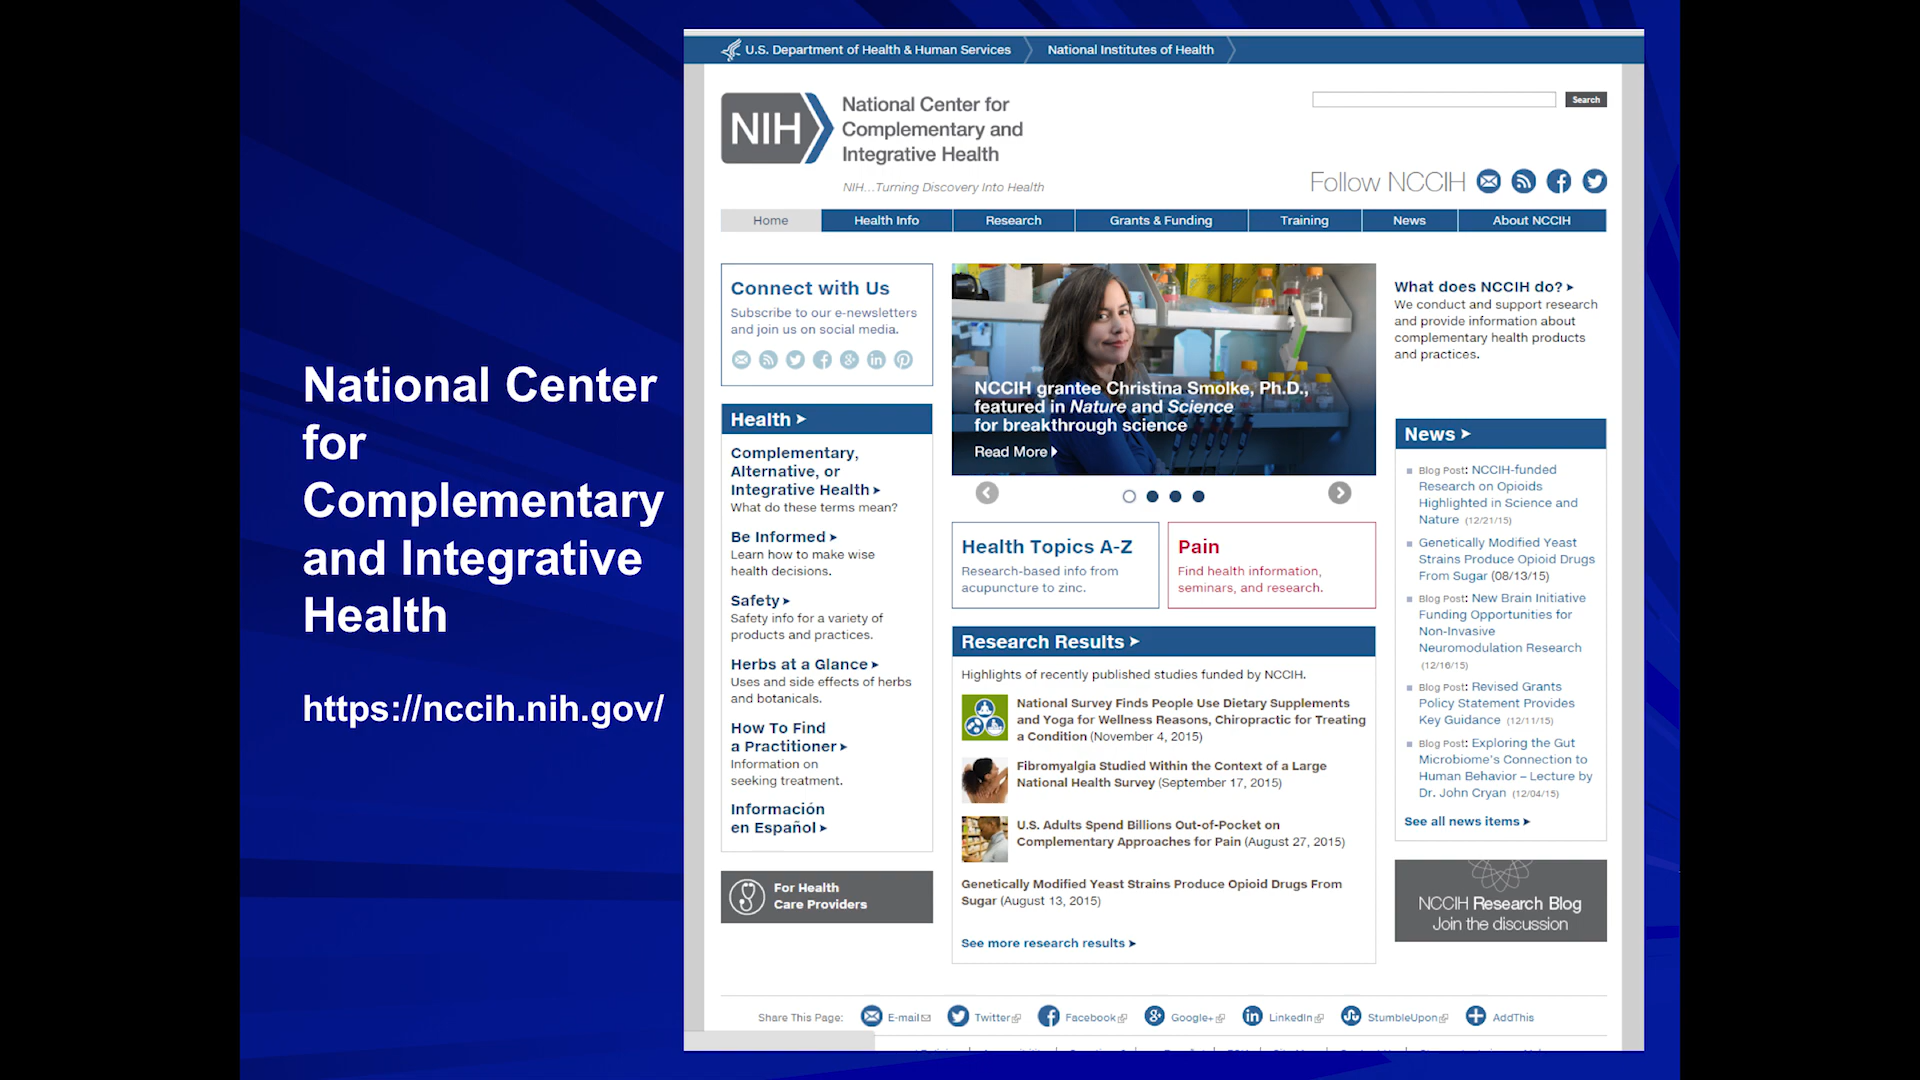 National Center
for
Complementary
and Integrative
Health
https://nccih.nih.gov/
U.S. Department of Health & Human Services
National Institutes of Health
NIH
National Center for
Complementary and
Integrative Health
NIH...Turning Discovery Into Health
Search
Follow NCCIH
Home
Health Info
Research
Grants & Funding
Training
News
About NCCIH
Connect with Us
Subscribe to our e-newsletters
and join us on social media.
Health
Complementary,
Alternative, or
Integrative Health
What do these terms mean?
Be Informed
Learn how to make wise
health decisions.
Safety
Safety info for a variety of
products and practices.
Herbs at a Glance
Uses and side effects of herbs
and botanicals.
How To Find
a Practitioner
Information on
seeking treatment.
Información
en Español
For Health
Care Providers
NCCIH grantee Christina Smolke, Ph.D.,
featured in Nature and Science
for breakthrough science
Read More
Health Topics A-Z
Research-based info from
acupuncture to zinc.
Pain
Find health information,
seminars, and research.
Research Results
Highlights of recently published studies funded by NCCIH.
National Survey Finds People Use Dietary Supplements
and Yoga for Wellness Reasons, Chiropractic for Treating
a Condition (November 4, 2015)
Fibromyalgia Studied Within the Context of a Large
National Health Survey (September 17, 2015)
U.S. Adults Spend Billions Out-of-Pocket on
Complementary Approaches for Pain (August 27, 2015)
Genetically Modified Yeast Strains Produce Opioid Drugs From
Sugar (August 13, 2015)
See more research results
What does NCCIH do?
We conduct and support research
and provide information about
complementary health products
and practices.
News
Blog Post: NCCIH-funded
Research on Opioids
Highlighted in Science and
Nature (12/21/15)
Genetically Modified Yeast
Strains Produce Opioid Drugs
From Sugar (08/13/15)
Blog Post: New Brain Initiative
Funding Opportunities for
Non-Invasive
Neuromodulation Research
(12/16/15)
Blog Post: Revised Grants
Policy Statement Provides
Key Guidance (12/11/15)
Blog Post: Exploring the Gut
Microbiome's Connection to
Human Behavior – Lecture by
Dr. John Cryan (12/04/15)
See all news items
NCCIH Research Blog
Join the discussion
Share This Page:
E-mail
Twitter
Facebook
Google+
LinkedIn
StumbleUpon
AddThis